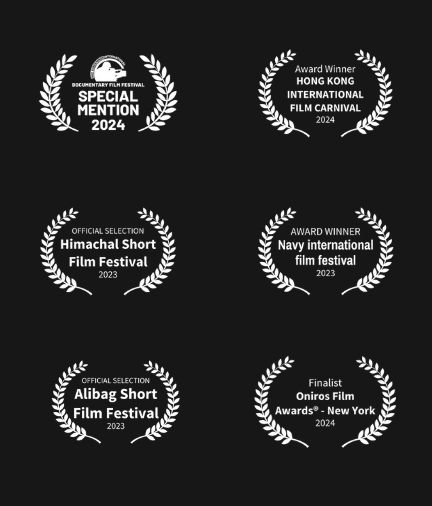 DOCUMENTARY FILM FESTIVAL
SPECIAL
MENTION
2024
Award Winner
HONG KONG
INTERNATIONAL
FILM CARNIVAL
2024
OFFICIAL SELECTION
Himachal Short
Film Festival
2023
AWARD WINNER
Navy international
film festival
2023
OFFICIAL SELECTION
Alibag Short
Film Festival
2023
Finalist
Oniros Film
Awards® - New York
2024